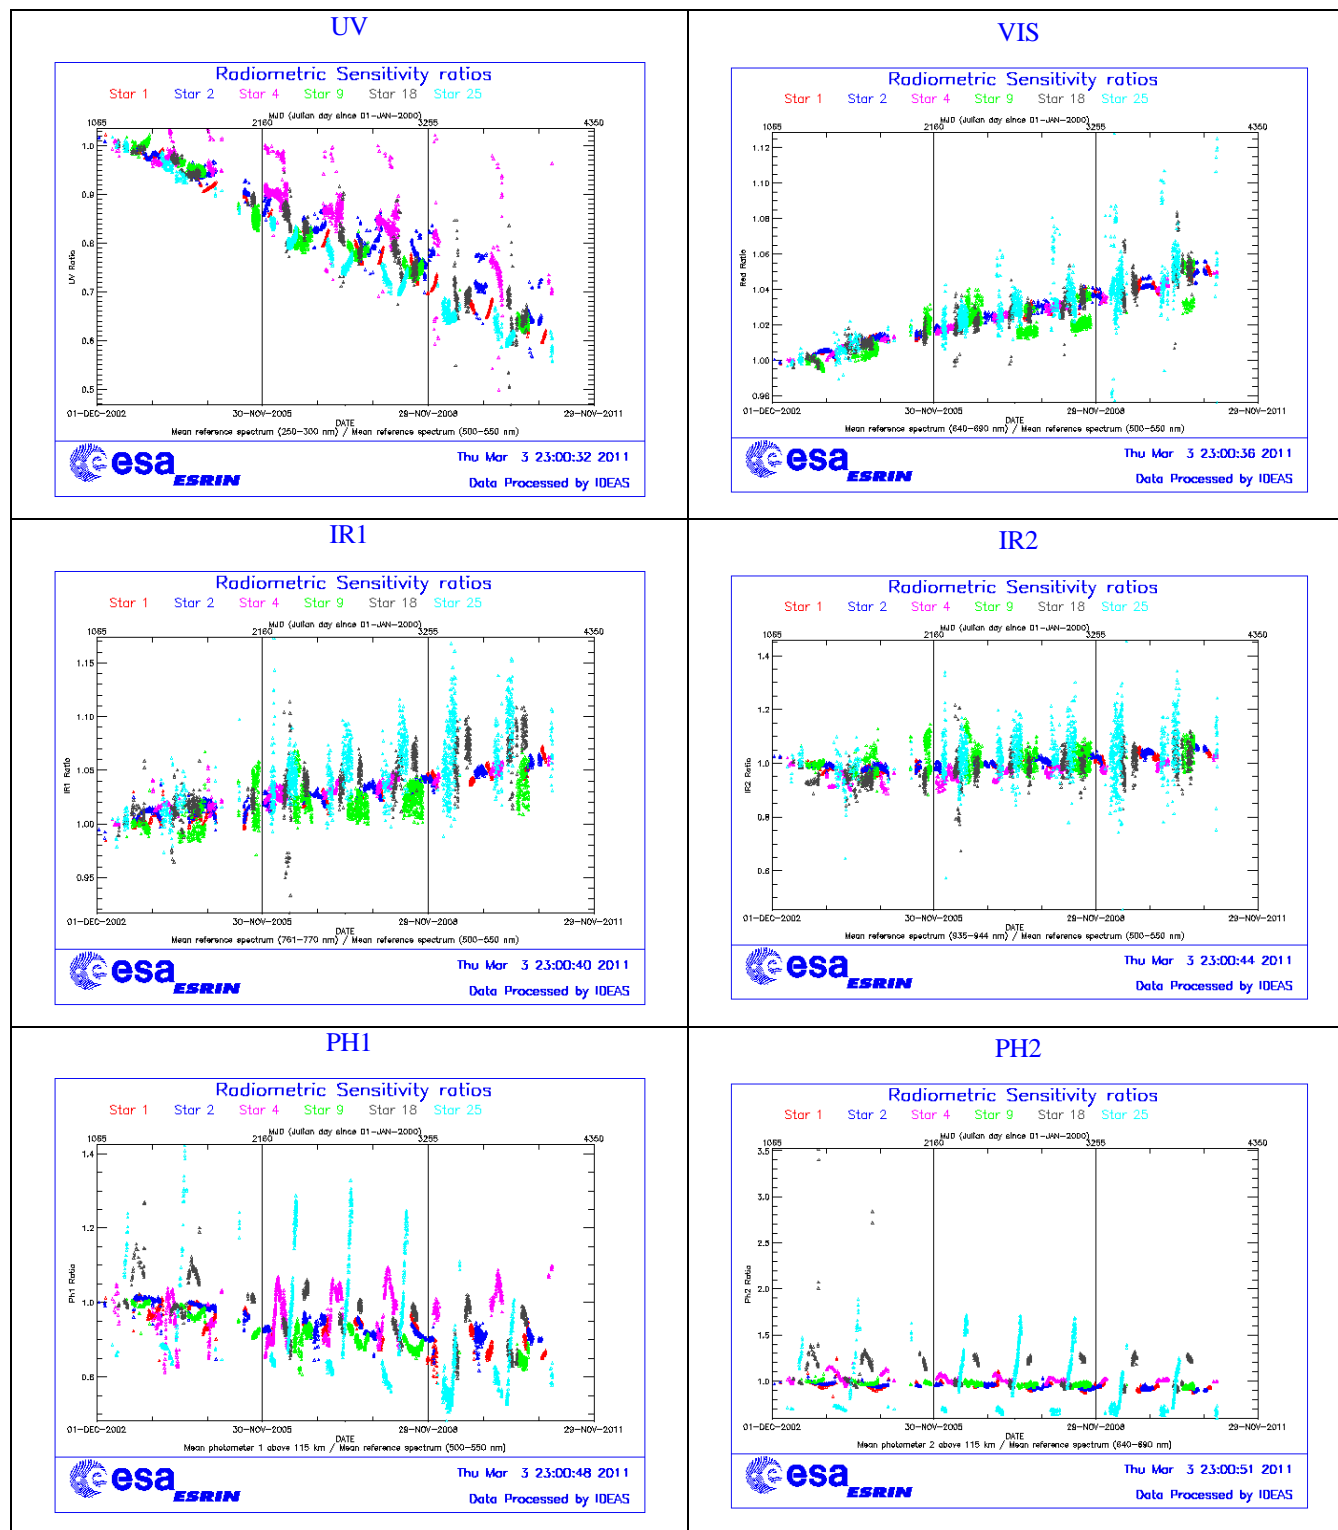 UV
Radiometric Sensitivity ratios
Star 1 Star 2 Star 4 Star 9 Star 18 Star 25
MJD (Julian day since 01-JAN-2000)
1065 2160 3255 4350
1.0
0.9
0.8
0.7
0.6
0.5
UV Ratio
01-DEC-2002 30-NOV-2005 28-NOV-2008 29-NOV-2011
DATE
Mean reference spectrum (250-300 nm) / Mean reference spectrum (500-550 nm)
esa ESRIN
Thu Mar 3 23:00:32 2011
Data Processed by IDEAS
VIS
Radiometric Sensitivity ratios
Star 1 Star 2 Star 4 Star 9 Star 18 Star 25
MJD (Julian day since 01-JAN-2000)
1065 2160 3255 4350
1.12
1.10
1.08
1.06
1.04
1.02
1.00
0.98
Red Ratio
01-DEC-2002 30-NOV-2005 28-NOV-2008 29-NOV-2011
DATE
Mean reference spectrum (640-690 nm) / Mean reference spectrum (500-550 nm)
esa ESRIN
Thu Mar 3 23:00:36 2011
Data Processed by IDEAS
IR1
Radiometric Sensitivity ratios
Star 1 Star 2 Star 4 Star 9 Star 18 Star 25
MJD (Julian day since 01-JAN-2000)
1065 2160 3255 4350
1.15
1.10
1.05
1.00
0.95
IR1 Ratio
01-DEC-2002 30-NOV-2005 28-NOV-2008 29-NOV-2011
DATE
Mean reference spectrum (761-770 nm) / Mean reference spectrum (500-550 nm)
esa ESRIN
Thu Mar 3 23:00:40 2011
Data Processed by IDEAS
IR2
Radiometric Sensitivity ratios
Star 1 Star 2 Star 4 Star 9 Star 18 Star 25
MJD (Julian day since 01-JAN-2000)
1065 2160 3255 4350
1.4
1.2
1.0
0.8
0.6
IR2 Ratio
01-DEC-2002 30-NOV-2005 28-NOV-2008 29-NOV-2011
DATE
Mean reference spectrum (935-944 nm) / Mean reference spectrum (500-550 nm)
esa ESRIN
Thu Mar 3 23:00:44 2011
Data Processed by IDEAS
PH1
Radiometric Sensitivity ratios
Star 1 Star 2 Star 4 Star 9 Star 18 Star 25
MJD (Julian day since 01-JAN-2000)
1065 2160 3255 4350
1.4
1.2
1.0
0.8
Ph1 Ratio
01-DEC-2002 30-NOV-2005 28-NOV-2008 29-NOV-2011
DATE
Mean photometer 1 above 115 km / Mean reference spectrum (500-550 nm)
esa ESRIN
Thu Mar 3 23:00:48 2011
Data Processed by IDEAS
PH2
Radiometric Sensitivity ratios
Star 1 Star 2 Star 4 Star 9 Star 18 Star 25
MJD (Julian day since 01-JAN-2000)
1065 2160 3255 4350
3.5
3.0
2.5
2.0
1.5
1.0
Ph2 Ratio
01-DEC-2002 30-NOV-2005 28-NOV-2008 29-NOV-2011
DATE
Mean photometer 2 above 115 km / Mean reference spectrum (640-690 nm)
esa ESRIN
Thu Mar 3 23:00:51 2011
Data Processed by IDEAS